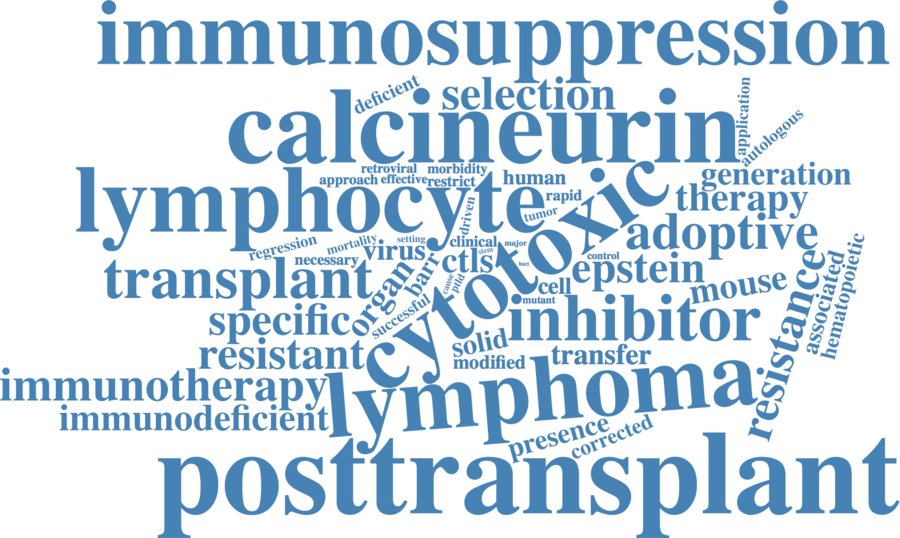 immunosuppression
deficient
selection
application
calcineurin
autologous
retroviral
morbidity
lymphocyte
approach
effective
restrict
human
generation
cytotoxic
rapid
therapy
driven
tumor
adoptive
regression
mortality
setting
clinical
major
virus
necessary
stem
control
barr
ctls
hsct
epstein
transplant
organ
cause
ptld
cell
mouse
resistance
associated
hematopoietic
successful
mutant
specific
inhibitor
solid
resistant
modified
transfer
immunotherapy
lymphoma
immunodeficient
presence
corrected
posttransplant